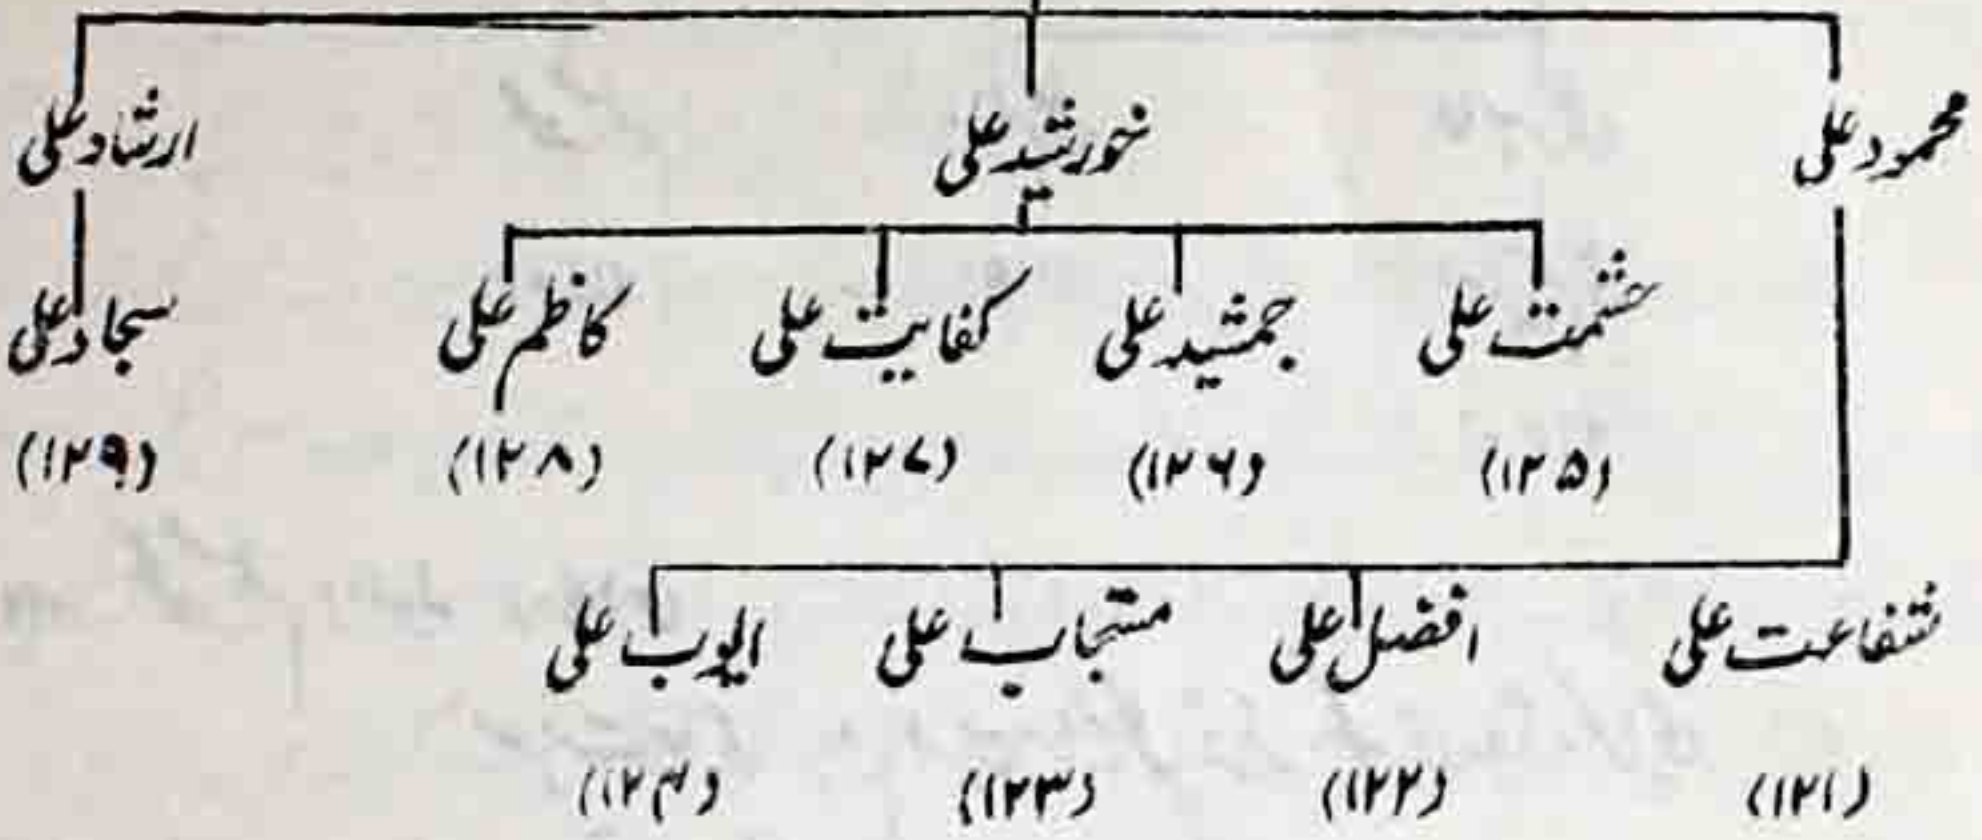 محمود علی خورشید علی ارشاد علی
حشمت علی جمشید علی کفایت علی کاظم علی سجاد علی
(۱۲۵) (۱۲۶) (۱۲۷) (۱۲۸) (۱۲۹)
شفاعت علی افضل علی مستجاب علی ایوب علی
(۱۲۱) (۱۲۲) (۱۲۳) (۱۲۴)